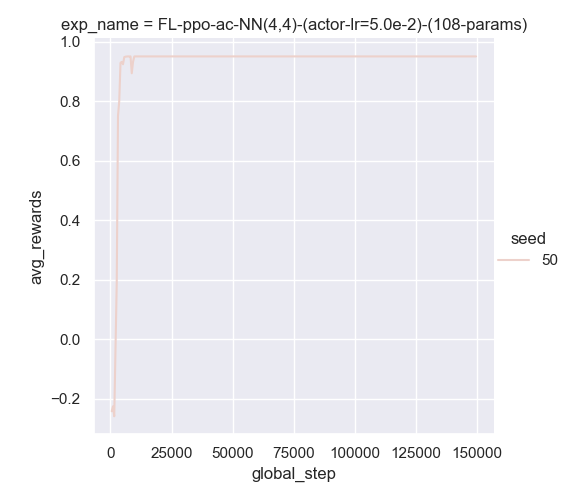 exp_name = FL-ppo-ac-NN(4,4)-(actor-lr=5.0e-2)-(108-params)
1.0
0.8
0.6
0.4
0.2
0.0
−0.2
avg_rewards
0 25000 50000 75000 100000 125000 150000
global_step
seed
50